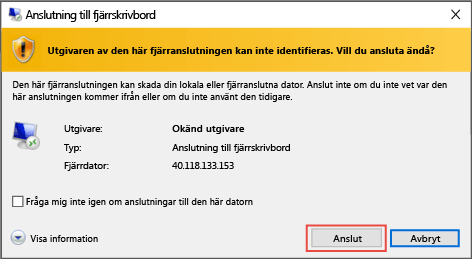 Anslutning till fjärrskrivbord
Utgivaren av den här fjäranslutningen kan inte identifieras. Vill du ansluta ändå?
Den här fjärranslutningen kan skada din lokala eller fjärranslutna dator. Anslut inte om du inte vet var den
här anslutningen kommer ifrån eller om du inte använt den tidigare.
Utgivare: Okänd utgivare
Typ: Anslutning till fjärrskrivbord
Fjärrdator: 40.118.133.153
Fråga mig inte igen om anslutningar till den här datorn
Visa information Anslut Avbryt